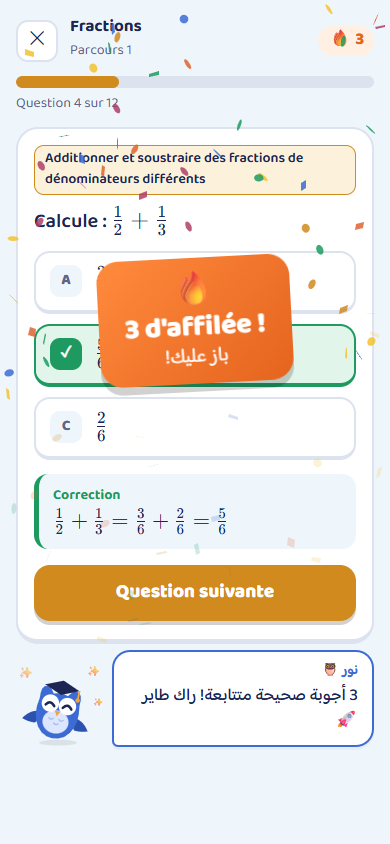 Fractions
Parcours 1
3
Question 4 sur 12
Additionner et soustraire des fractions de
dénominateurs différents
Calcule : 1/2 + 1/3
A
3 d'affilée !
باز عليك!
✓
C 2/6
Correction
1/2 + 1/3 = 3/6 + 2/6 = 5/6
Question suivante
نور
3 أجوبة صحيحة متتابعة! راك طاير